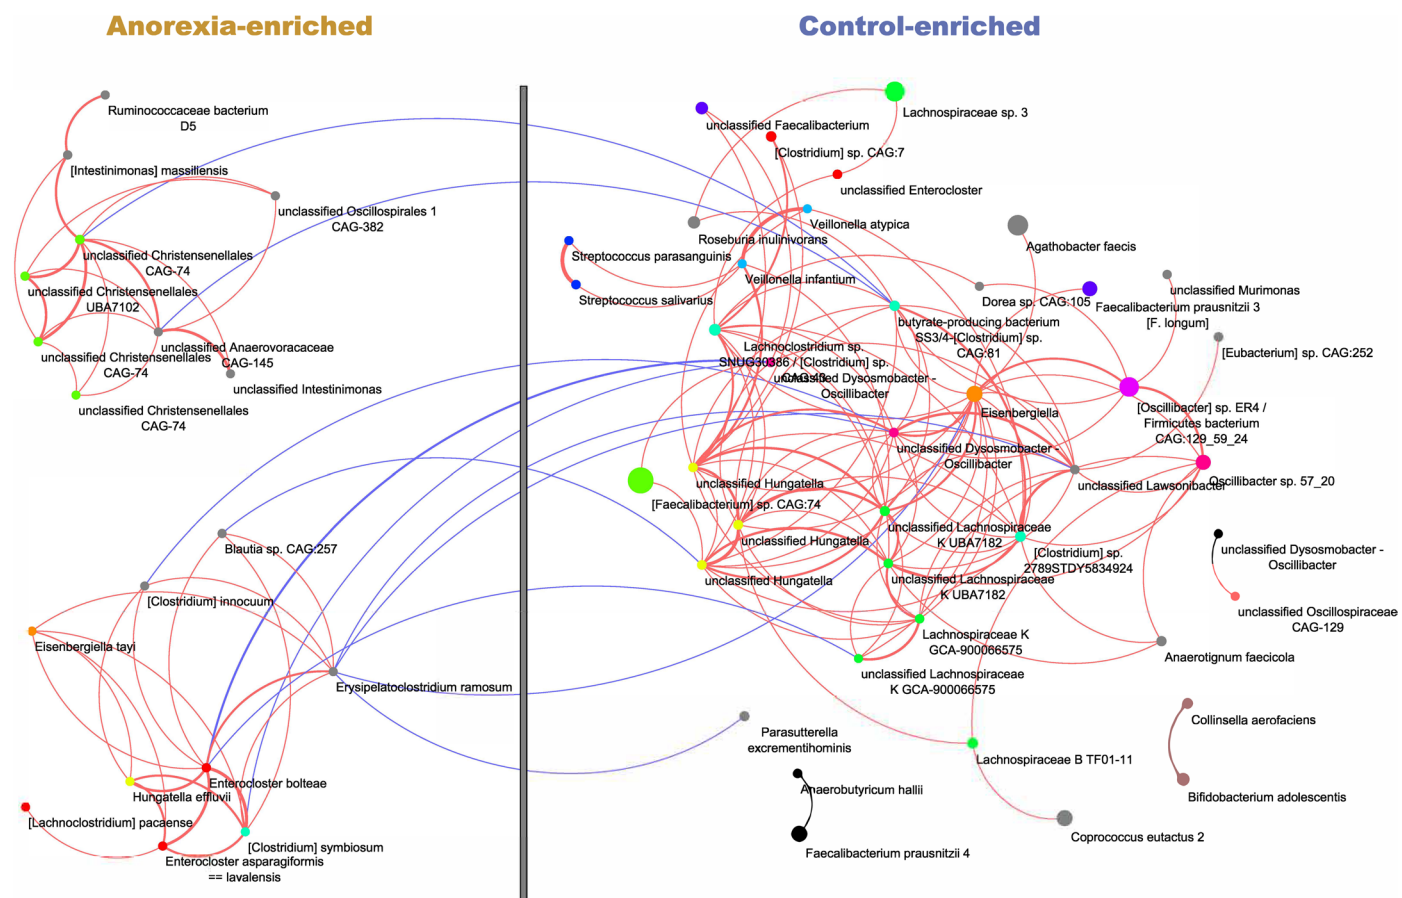 Anorexia-enriched
Control-enriched
Ruminococcaceae bacterium
D5
[Intestinimonas] massiliensis
unclassified Oscillospirales 1
CAG-382
unclassified Christensenellales
CAG-74
unclassified Christensenellales
UBA7102
unclassified Anaerovoracaceae
CAG-145
unclassified Christensenellales
CAG-74
unclassified Intestinimonas
unclassified Christensenellales
CAG-74
Blautia sp. CAG:257
[Clostridium] innocuum
Eisenbergiella tayi
Erysipelatoclostridium ramosum
Enterocloster bolteae
Hungatella effluvii
[Lachnoclostridium] pacaense
[Clostridium] symbiosum
Enterocloster asparagiformis
== lavalensis
Lachnospiraceae sp. 3
unclassified Faecalibacterium
[Clostridium] sp. CAG:7
unclassified Enterocloster
Veillonella atypica
Roseburia inulinivorans
Agathobacter faecis
Streptococcus parasanguinis
Veillonella infantium
Streptococcus salivarius
Dorea sp. CAG:105
unclassified Murimonas
Faecalibacterium prausnitzii 3
[F. longum]
butyrate-producing bacterium
SS3/4-[Clostridium] sp.
CAG:81
[Eubacterium] sp. CAG:252
Lachnoclostridium sp.
SNUG30386 / [Clostridium] sp.
CAG:43
unclassified Dysosmobacter -
Oscillibacter
Eisenbergiella
[Oscillibacter] sp. ER4 /
Firmicutes bacterium
CAG:129_59_24
unclassified Dysosmobacter -
Oscillibacter
unclassified Hungatella
unclassified Lawsonibacter
Oscillibacter sp. 57_20
[Faecalibacterium] sp. CAG:74
unclassified Lachnospiraceae
K UBA7182
unclassified Hungatella
[Clostridium] sp.
2789STDY5834924
unclassified Dysosmobacter -
Oscillibacter
unclassified Hungatella
unclassified Lachnospiraceae
K UBA7182
unclassified Oscillospiraceae
CAG-129
Lachnospiraceae K
GCA-900066575
Anaerotignum faecicola
unclassified Lachnospiraceae
K GCA-900066575
Collinsella aerofaciens
Parasutterella
excrementihominis
Lachnospiraceae B TF01-11
Anaerobutyricum hallii
Bifidobacterium adolescentis
Coprococcus eutactus 2
Faecalibacterium prausnitzii 4